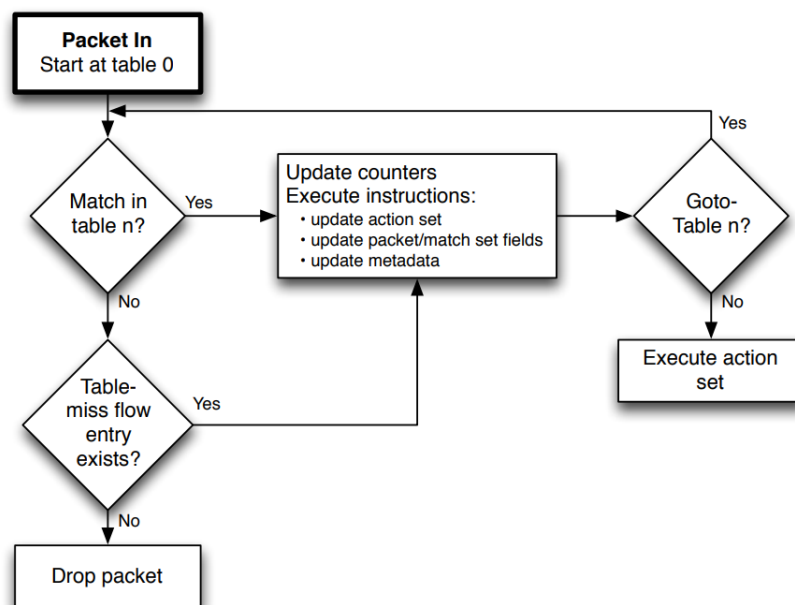 Packet In
Start at table 0
Yes
Match in
table n?
Yes
Update counters
Execute instructions:
• update action set
• update packet/match set fields
• update metadata
Goto-
Table n?
No
No
Execute action
set
Table-
miss flow
entry
exists?
Yes
No
Drop packet